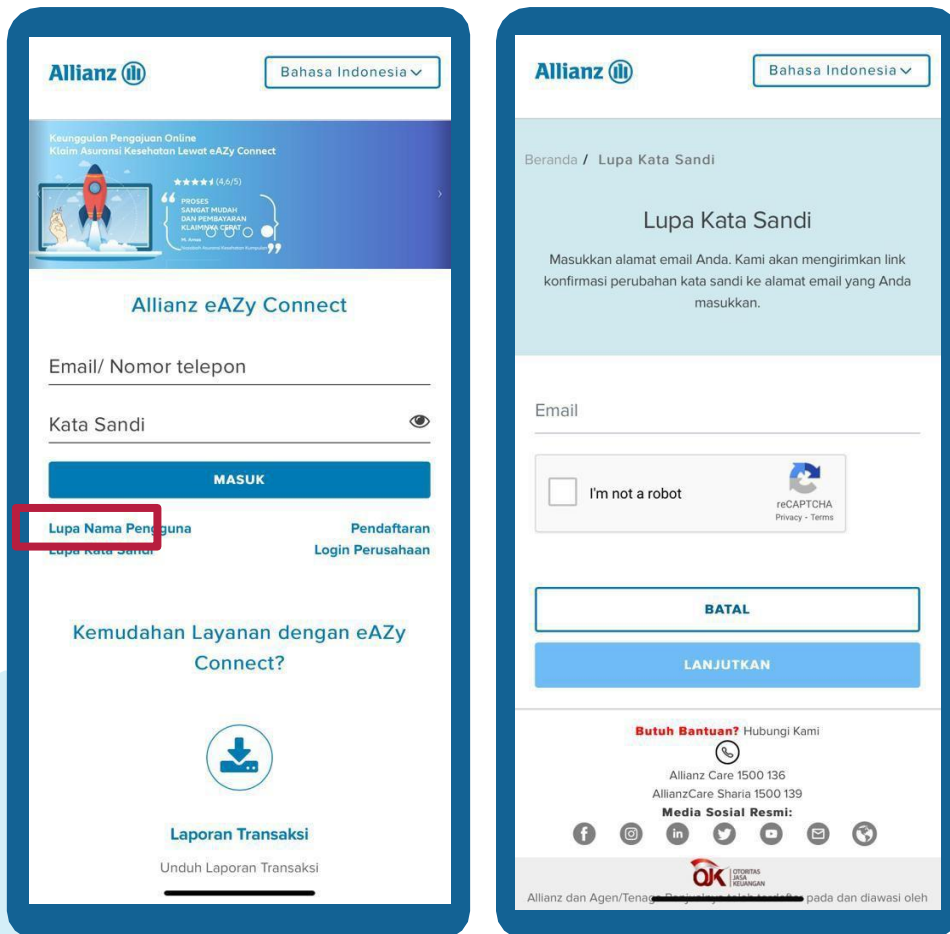 Allianz
Bahasa Indonesia
Keunggulan Pengajuan Online
Klaim Asuransi Kesehatan Lewat eAZy Connect
(4,6/5)
PROSES
SANGAT MUDAH
DAN PEMBAYARAN
KLAIMNYA CEPAT
Allianz eAZy Connect
Email/ Nomor telepon
Kata Sandi
MASUK
Lupa Nama Pengguna
Pendaftaran
Lupa Kata Sandi
Login Perusahaan
Kemudahan Layanan dengan eAZy
Connect?
Laporan Transaksi
Unduh Laporan Transaksi
Allianz
Bahasa Indonesia
Beranda / Lupa Kata Sandi
Lupa Kata Sandi
Masukkan alamat email Anda. Kami akan mengirimkan link
konfirmasi perubahan kata sandi ke alamat email yang Anda
masukkan.
Email
I'm not a robot
reCAPTCHA
Privacy - Terms
BATAL
LANJUTKAN
Butuh Bantuan? Hubungi Kami
Allianz Care 1500 136
AllianzCare Sharia 1500 139
Media Sosial Resmi:
OJK OTORITAS
JASA
KEUANGAN
Allianz dan Agen/Tenaga pada dan diawasi oleh